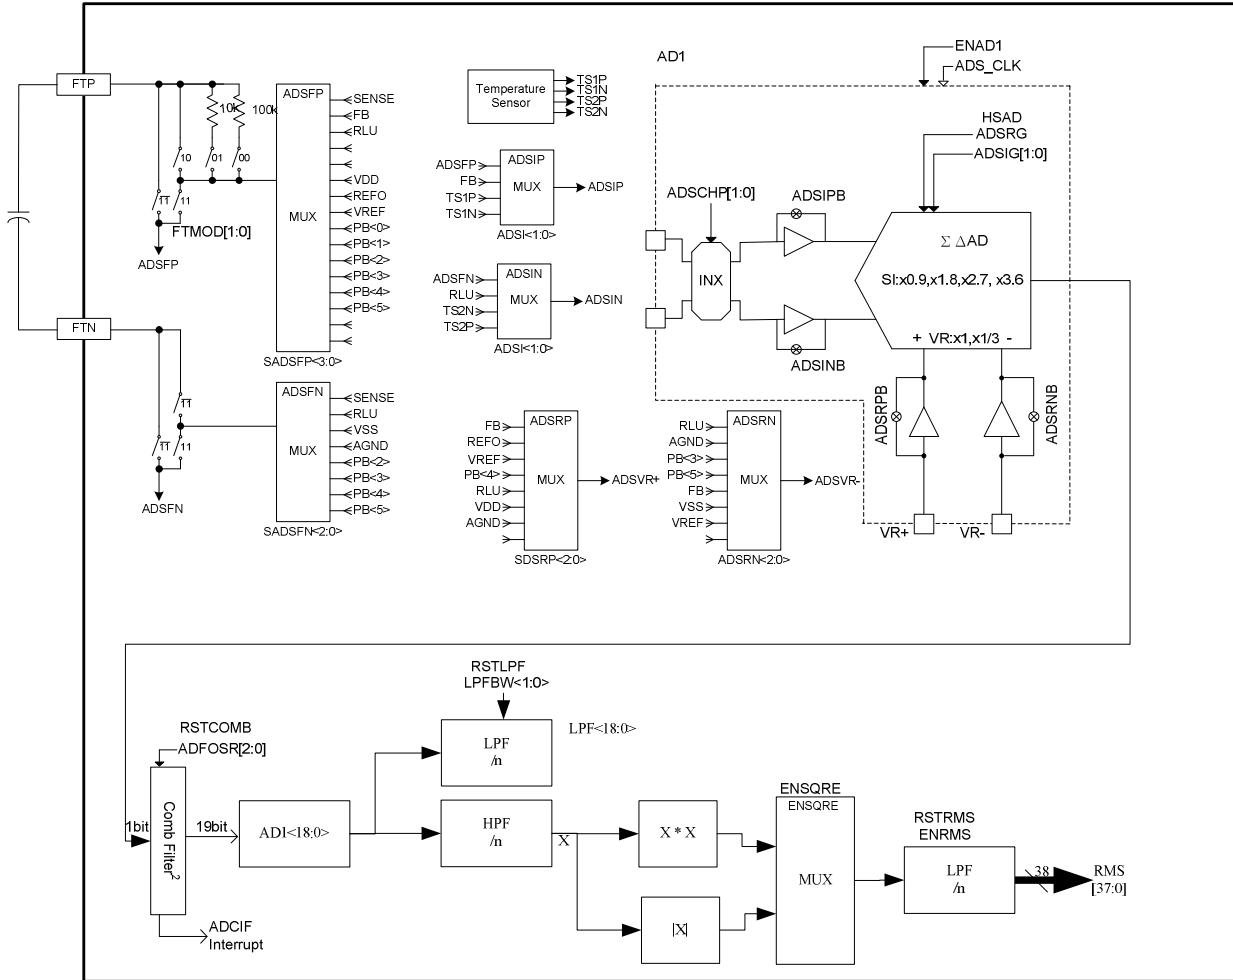 ENAD1
ADS_CLK
AD1
FTP
10k
100k
10
01
00
11
11
FTMOD[1:0]
ADSFP
FTN
11
11
11
ADSFN
ADSFP
MUX
SENSE
FB
RLU
VDD
REFO
VREF
PB<0>
PB<1>
PB<2>
PB<3>
PB<4>
PB<5>
SADSFP<3:0>
ADSFN
MUX
SENSE
RLU
VSS
AGND
PB<2>
PB<3>
PB<4>
PB<5>
SADSFN<2:0>
Temperature
Sensor
TS1P
TS1N
TS2P
TS2N
ADSIP
MUX
ADSFP
FB
TS1P
TS1N
ADSIP
ADSI<1:0>
ADSIN
MUX
ADSFN
RLU
TS2N
TS2P
ADSIN
ADSI<1:0>
ADSRP
MUX
FB
REFO
VREF
PB<4>
RLU
VDD
AGND
ADSVR+
SDSRP<2:0>
ADSRN
MUX
RLU
AGND
PB<3>
PB<5>
FB
VSS
VREF
ADSVR-
ADSRN<2:0>
HSAD
ADSRG
ADSIG[1:0]
ADSCHP[1:0]
INX
ADSIPB
ADSINB
Σ ΔAD
SI:x0.9,x1.8,x2.7, x3.6
+ VR:x1,x1/3 -
ADSRPB
ADSRNB
VR+
VR-
RSTLPF
LPFBW<1:0>
LPF
/n
LPF<18:0>
RSTCOMB
ADFOSR[2:0]
1bit
Comb Filter2
19bit
AD1<18:0>
HPF
/n
X
X * X
|X|
ENSQRE
ENSQRE
MUX
RSTRMS
ENRMS
LPF
/n
38
RMS
[37:0]
ADCIF
Interrupt